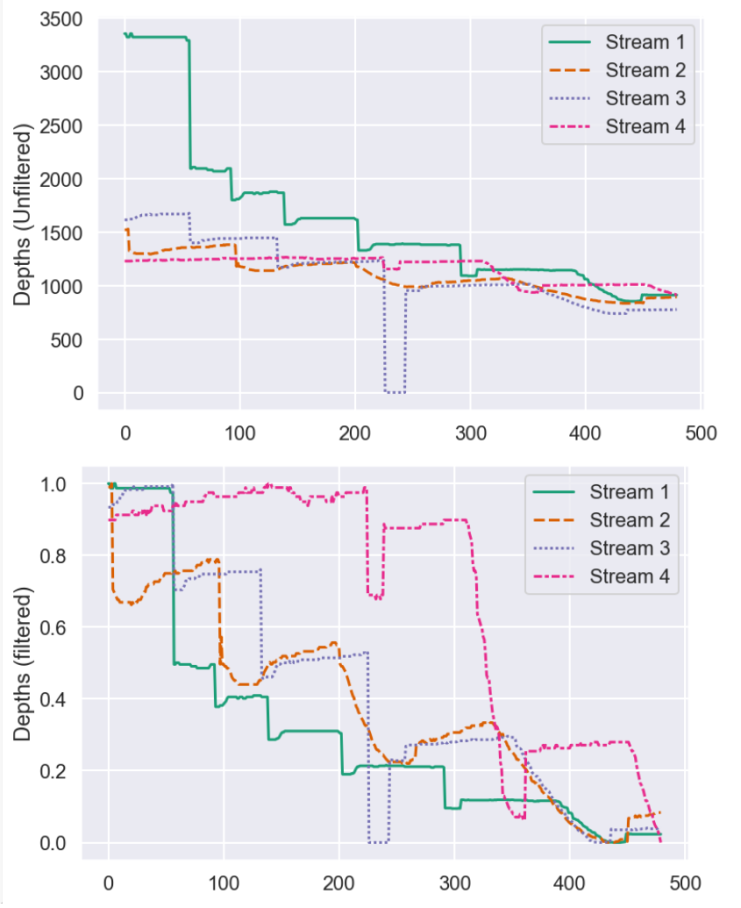 3500
3000
2500
2000
1500
1000
500
0
Depths (Unfiltered)
Stream 1
Stream 2
Stream 3
Stream 4
0 100 200 300 400 500
1.0
0.8
0.6
0.4
0.2
0.0
Depths (filtered)
Stream 1
Stream 2
Stream 3
Stream 4
0 100 200 300 400 500